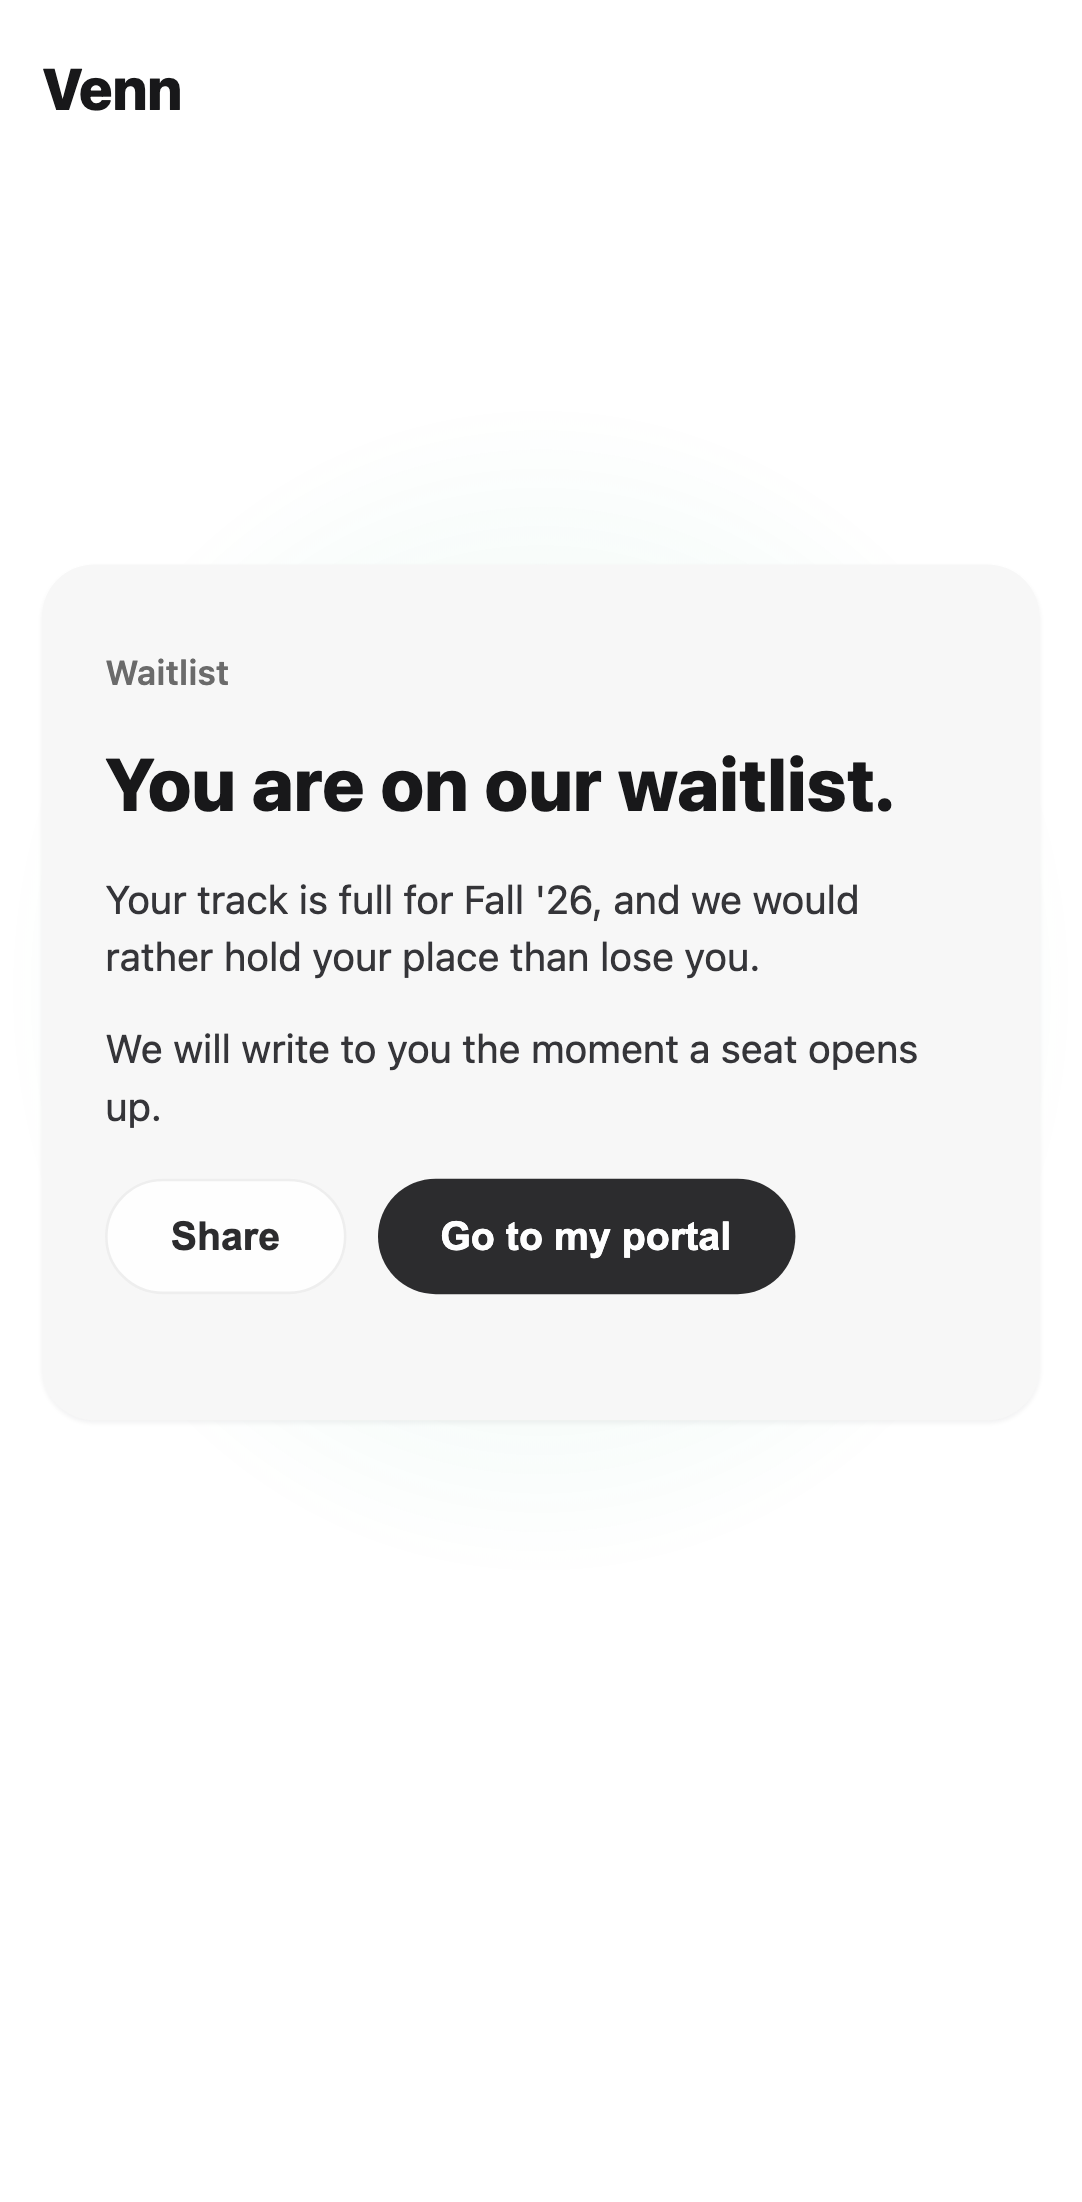 Venn
Waitlist
You are on our waitlist.
Your track is full for Fall '26, and we would
rather hold your place than lose you.
We will write to you the moment a seat opens
up.
Share
Go to my portal